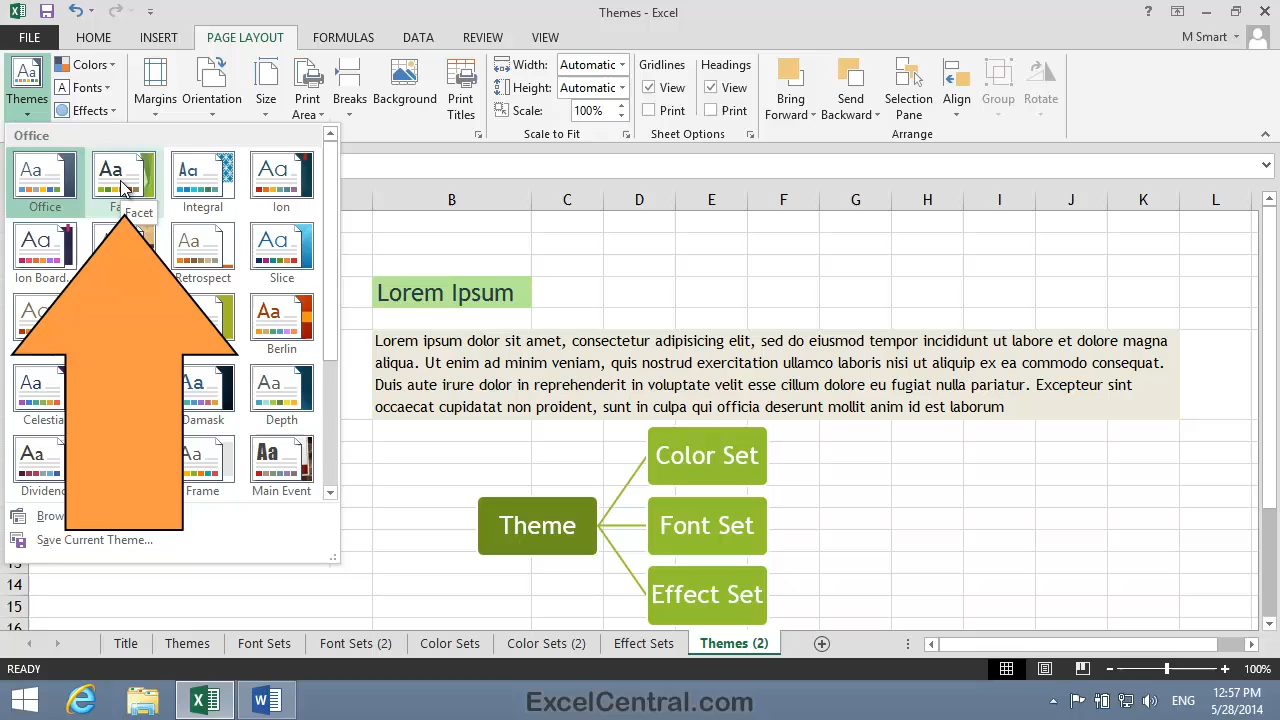 Themes - Excel
?
FILE HOME INSERT PAGE LAYOUT FORMULAS DATA REVIEW VIEW M Smart
Themes
Colors
Fonts
Effects
Margins
Orientation
Size
Print
Area
Breaks
Background
Print
Titles
Width: Automatic
Height: Automatic
Scale: 100%
Scale to Fit
Gridlines Headings
View View
Print Print
Sheet Options
Bring
Forward
Send
Backward
Selection
Pane
Align
Group
Rotate
Arrange
Office
Office Integral Ion
Facet
Ion Board... Retrospect Slice
Berlin
Celestia Damask Depth
Dividend Frame Main Event
Save Current Theme...
B C D E F G H I J K L
Lorem Ipsum
Lorem ipsum dolor sit amet, consectetur adipisicing elit, sed do eiusmod tempor incididunt ut labore et dolore magna
aliqua. Ut enim ad minim veniam, quis nostrud exercitation ullamco laboris nisi ut aliquip ex ea commodo consequat.
Duis aute irure dolor in reprehenderit in voluptate velit esse cillum dolore eu fugiat nulla pariatur. Excepteur sint
occaecat cupidatat non proident, sunt in culpa qui officia deserunt mollit anim id est laborum
Color Set
Theme
Font Set
Effect Set
13
14
15
16
Title Themes Font Sets Font Sets (2) Color Sets Color Sets (2) Effect Sets Themes (2)
READY 100%
ExcelCentral.com
ENG
12:57 PM
5/28/2014